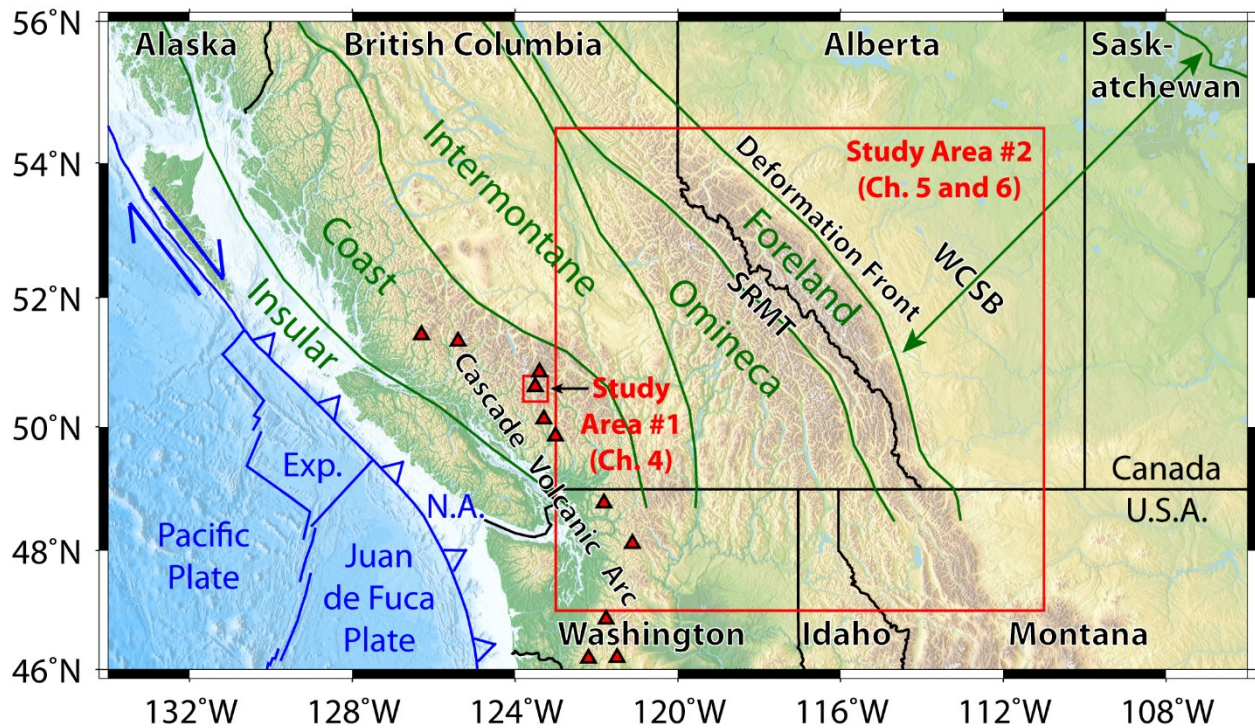 56˚N
54˚N
52˚N
50˚N
48˚N
46˚N
Alaska
British Columbia
Alberta
Sask-
atchewan
Study Area #2
(Ch. 5 and 6)
Deformation Front
Intermontane
Foreland
WCSB
Coast
SRMT
Omineca
Insular
Cascade Volcanic Arc
Study
Area #1
(Ch. 4)
Exp.
N.A.
Canada
U.S.A.
Pacific
Plate
Juan
de Fuca
Plate
Washington
Idaho
Montana
132˚W
128˚W
124˚W
120˚W
116˚W
112˚W
108˚W